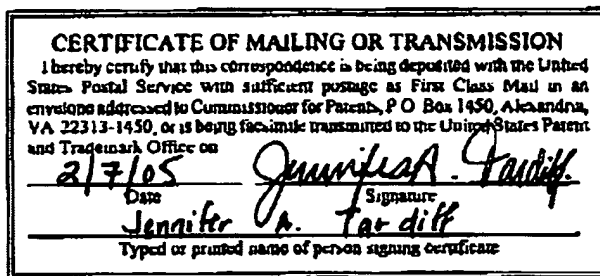 CERTIFICATE OF MAILING OR TRANSMISSION
I hereby certify that this correspondence is being deposited with the United
States Postal Service with sufficient postage as First Class Mail in an
envelope addressed to Commissioner for Patents, P O Box 1450, Alexandria,
VA 22313-1450, or is being facsimile transmitted to the United States Patent
and Trademark Office on
2/7/05 Jennifer A. Tardiff
Date Signature
Jennifer A. Tardiff
Typed or printed name of person signing certificate